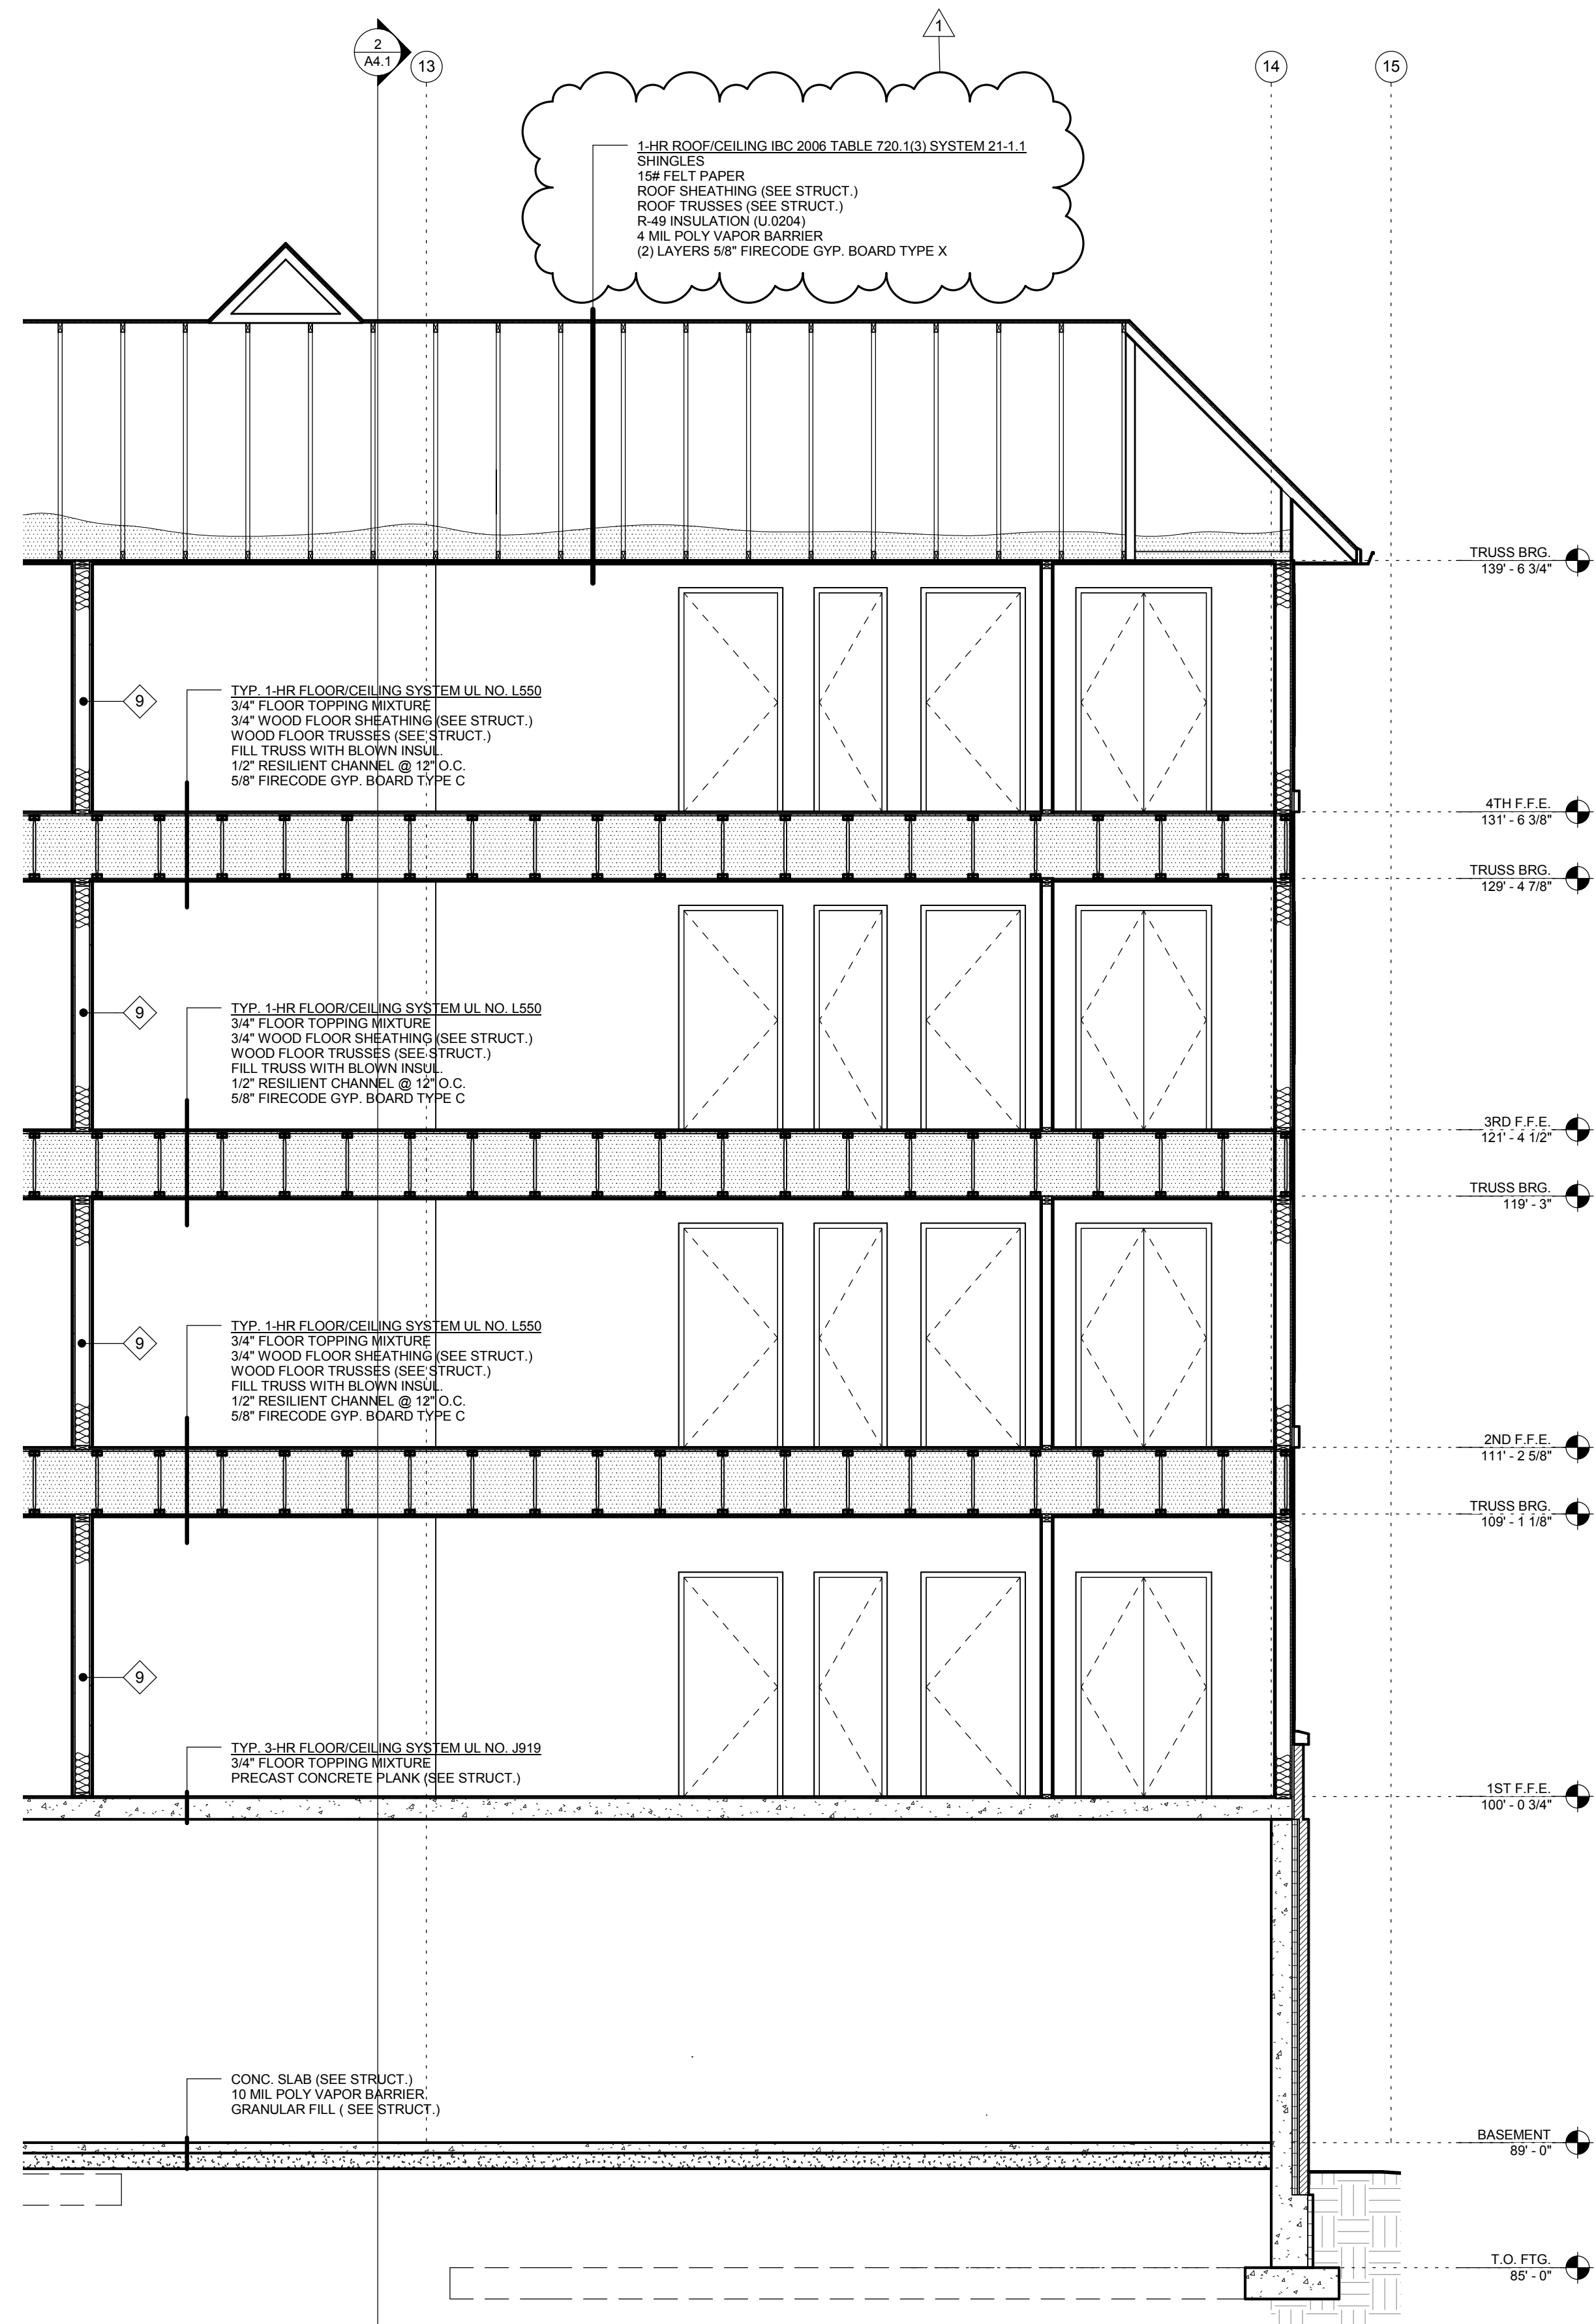 1
2
A4.1
13
14
15
1-HR ROOF/CEILING IBC 2006 TABLE 720.1(3) SYSTEM 21-1.1
SHINGLES
15# FELT PAPER
ROOF SHEATHING (SEE STRUCT.)
ROOF TRUSSES (SEE STRUCT.)
R-49 INSULATION (U.0204)
4 MIL POLY VAPOR BARRIER
(2) LAYERS 5/8" FIRECODE GYP. BOARD TYPE X
TRUSS BRG.
139' - 6 3/4"
9
TYP. 1-HR FLOOR/CEILING SYSTEM UL NO. L550
3/4" FLOOR TOPPING MIXTURE
3/4" WOOD FLOOR SHEATHING (SEE STRUCT.)
WOOD FLOOR TRUSSES (SEE STRUCT.)
FILL TRUSS WITH BLOWN INSUL.
1/2" RESILIENT CHANNEL @ 12" O.C.
5/8" FIRECODE GYP. BOARD TYPE C
4TH F.F.E.
131' - 6 3/8"
TRUSS BRG.
129' - 4 7/8"
9
TYP. 1-HR FLOOR/CEILING SYSTEM UL NO. L550
3/4" FLOOR TOPPING MIXTURE
3/4" WOOD FLOOR SHEATHING (SEE STRUCT.)
WOOD FLOOR TRUSSES (SEE STRUCT.)
FILL TRUSS WITH BLOWN INSUL.
1/2" RESILIENT CHANNEL @ 12" O.C.
5/8" FIRECODE GYP. BOARD TYPE C
3RD F.F.E.
121' - 4 1/2"
TRUSS BRG.
119' - 3"
9
TYP. 1-HR FLOOR/CEILING SYSTEM UL NO. L550
3/4" FLOOR TOPPING MIXTURE
3/4" WOOD FLOOR SHEATHING (SEE STRUCT.)
WOOD FLOOR TRUSSES (SEE STRUCT.)
FILL TRUSS WITH BLOWN INSUL.
1/2" RESILIENT CHANNEL @ 12" O.C.
5/8" FIRECODE GYP. BOARD TYPE C
2ND F.F.E.
111' - 2 5/8"
TRUSS BRG.
109' - 1 1/8"
9
TYP. 3-HR FLOOR/CEILING SYSTEM UL NO. J919
3/4" FLOOR TOPPING MIXTURE
PRECAST CONCRETE PLANK (SEE STRUCT.)
1ST F.F.E.
100' - 0 3/4"
CONC. SLAB (SEE STRUCT.)
10 MIL POLY VAPOR BARRIER
GRANULAR FILL ( SEE STRUCT.)
BASEMENT
89' - 0"
T.O. FTG.
85' - 0"